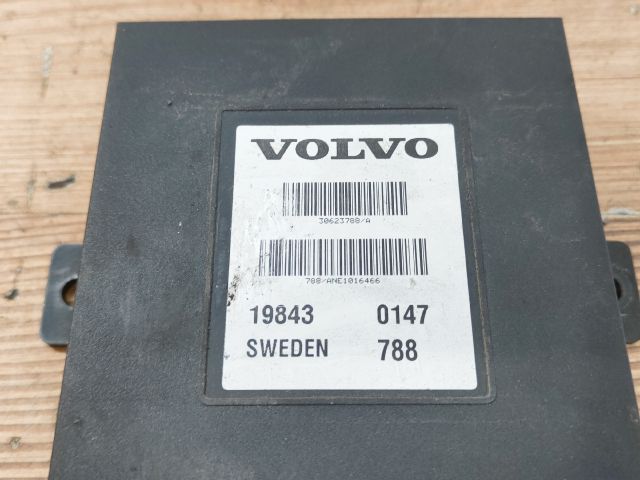 VOLVO
30623788/A
788/ANE1016466
19843 0147
SWEDEN 788